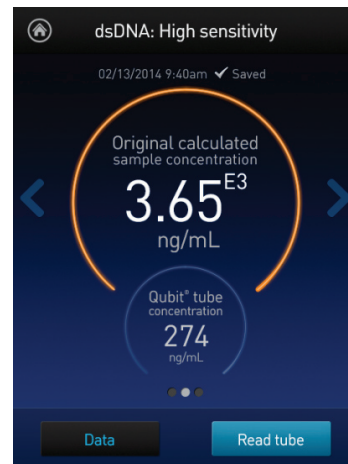 dsDNA: High sensitivity
02/13/2014 9:40am ✔ Saved
Original calculated
sample concentration
3.65E3
ng/mL
Qubit® tube
concentration
274
ng/mL
Data
Read tube